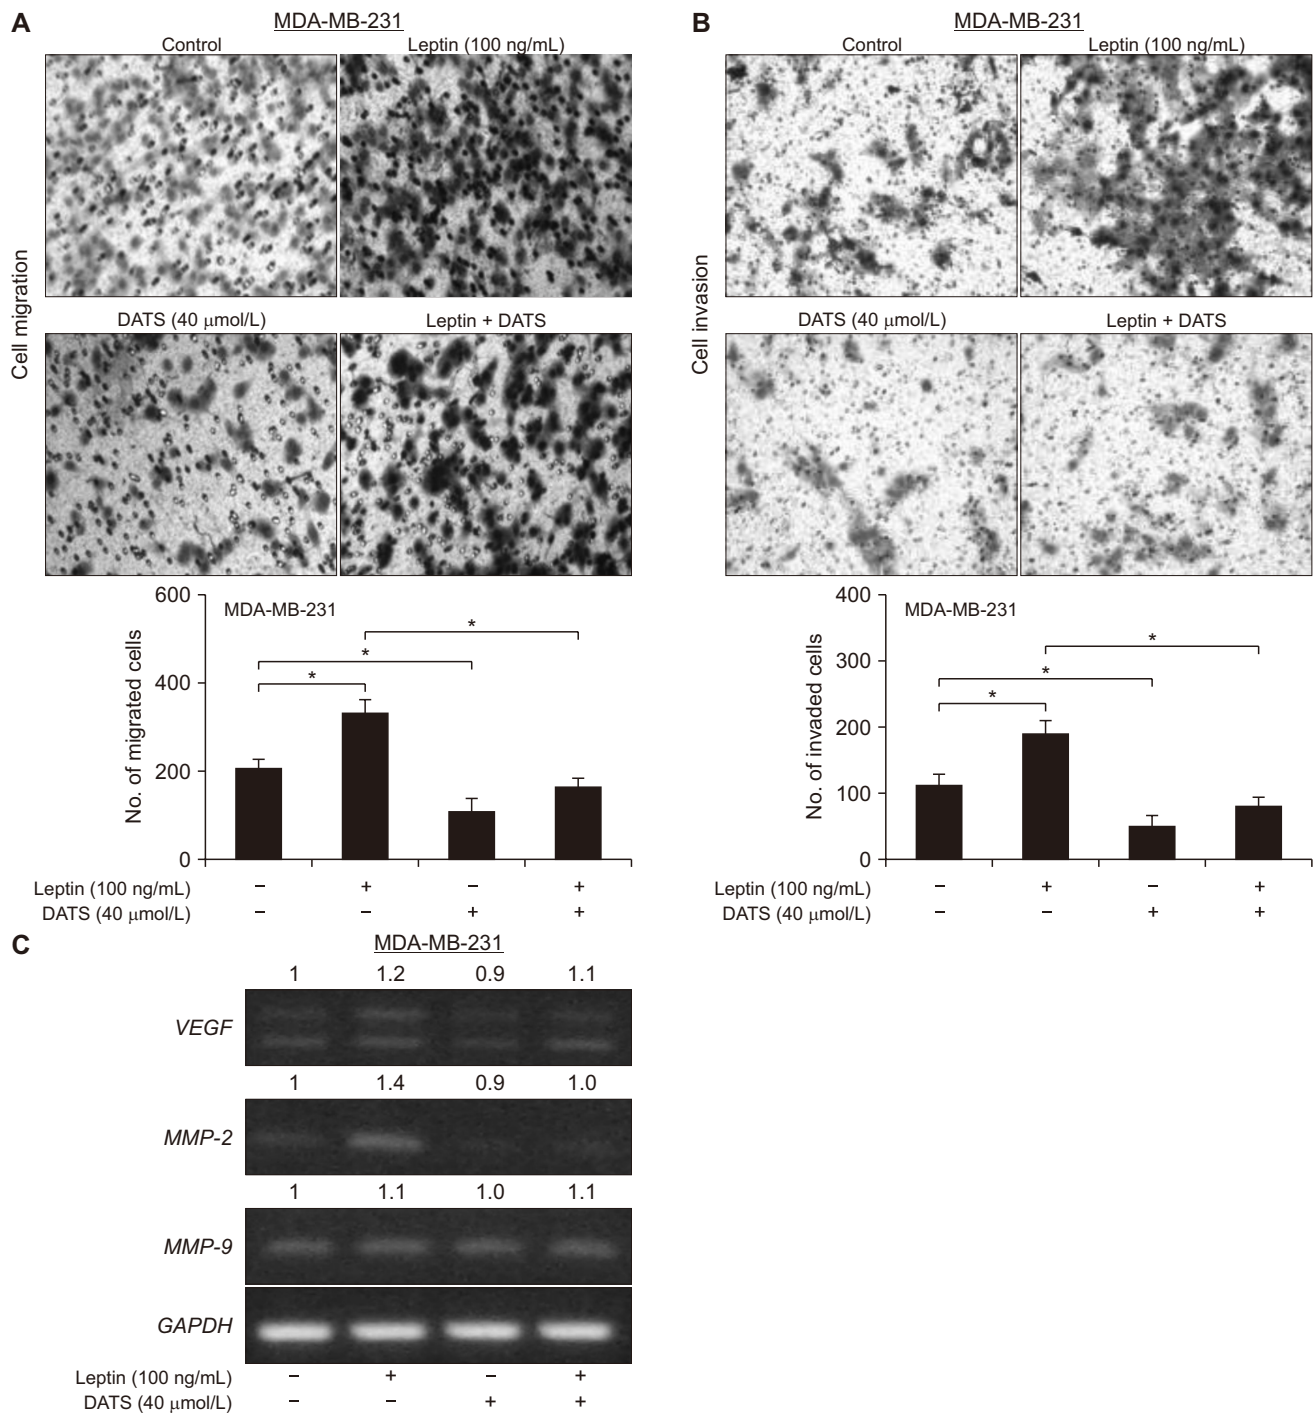 A
MDA-MB-231
Control
Leptin (100 ng/mL)
Cell migration
DATS (40 μmol/L)
Leptin + DATS
600
400
200
0
No. of migrated cells
MDA-MB-231
*
*
*
Leptin (100 ng/mL) − + − +
DATS (40 μmol/L) − − + +
B
MDA-MB-231
Control
Leptin (100 ng/mL)
Cell invasion
DATS (40 μmol/L)
Leptin + DATS
400
300
200
100
0
No. of invaded cells
MDA-MB-231
*
*
*
Leptin (100 ng/mL) − + − +
DATS (40 μmol/L) − − + +
C
MDA-MB-231
1 1.2 0.9 1.1
VEGF
1 1.4 0.9 1.0
MMP-2
1 1.1 1.0 1.1
MMP-9
GAPDH
Leptin (100 ng/mL) − + − +
DATS (40 μmol/L) − − + +